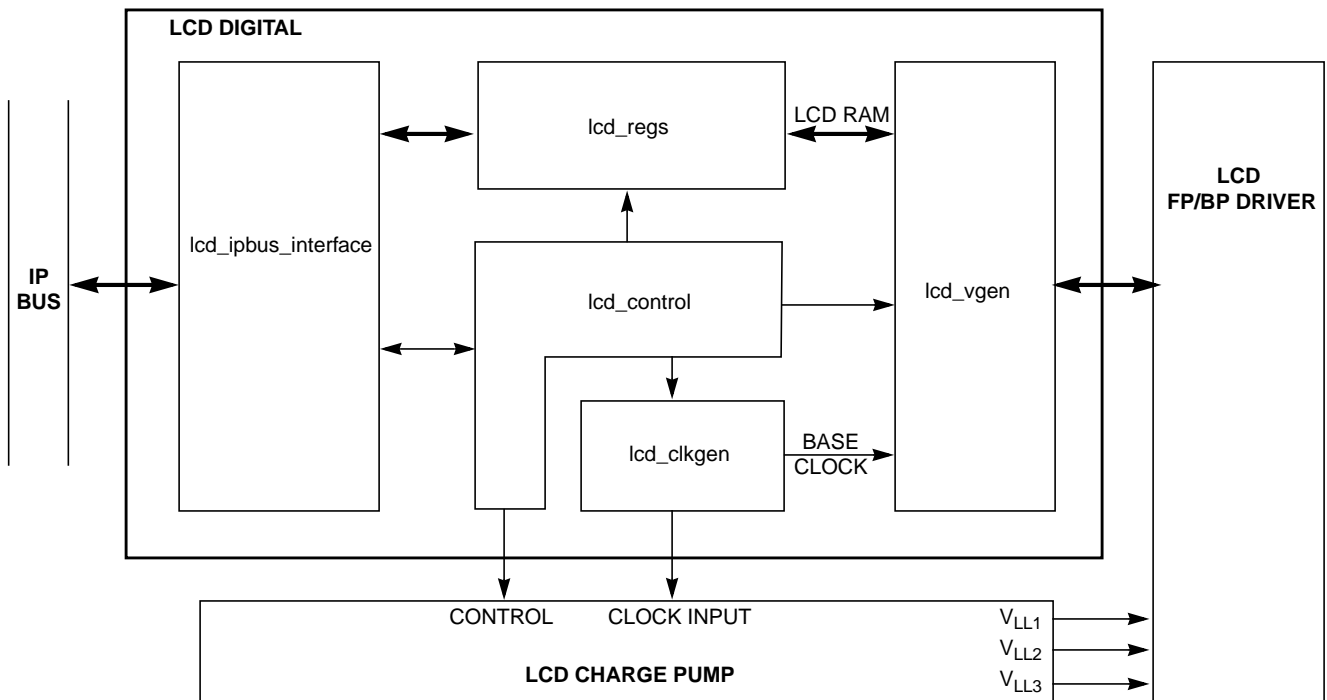 LCD DIGITAL
lcd_regs
LCD RAM
LCD
FP/BP DRIVER
lcd_ipbus_interface
IP
BUS
lcd_control
lcd_vgen
lcd_clkgen
BASE
CLOCK
CONTROL
CLOCK INPUT
VLL1
VLL2
VLL3
LCD CHARGE PUMP